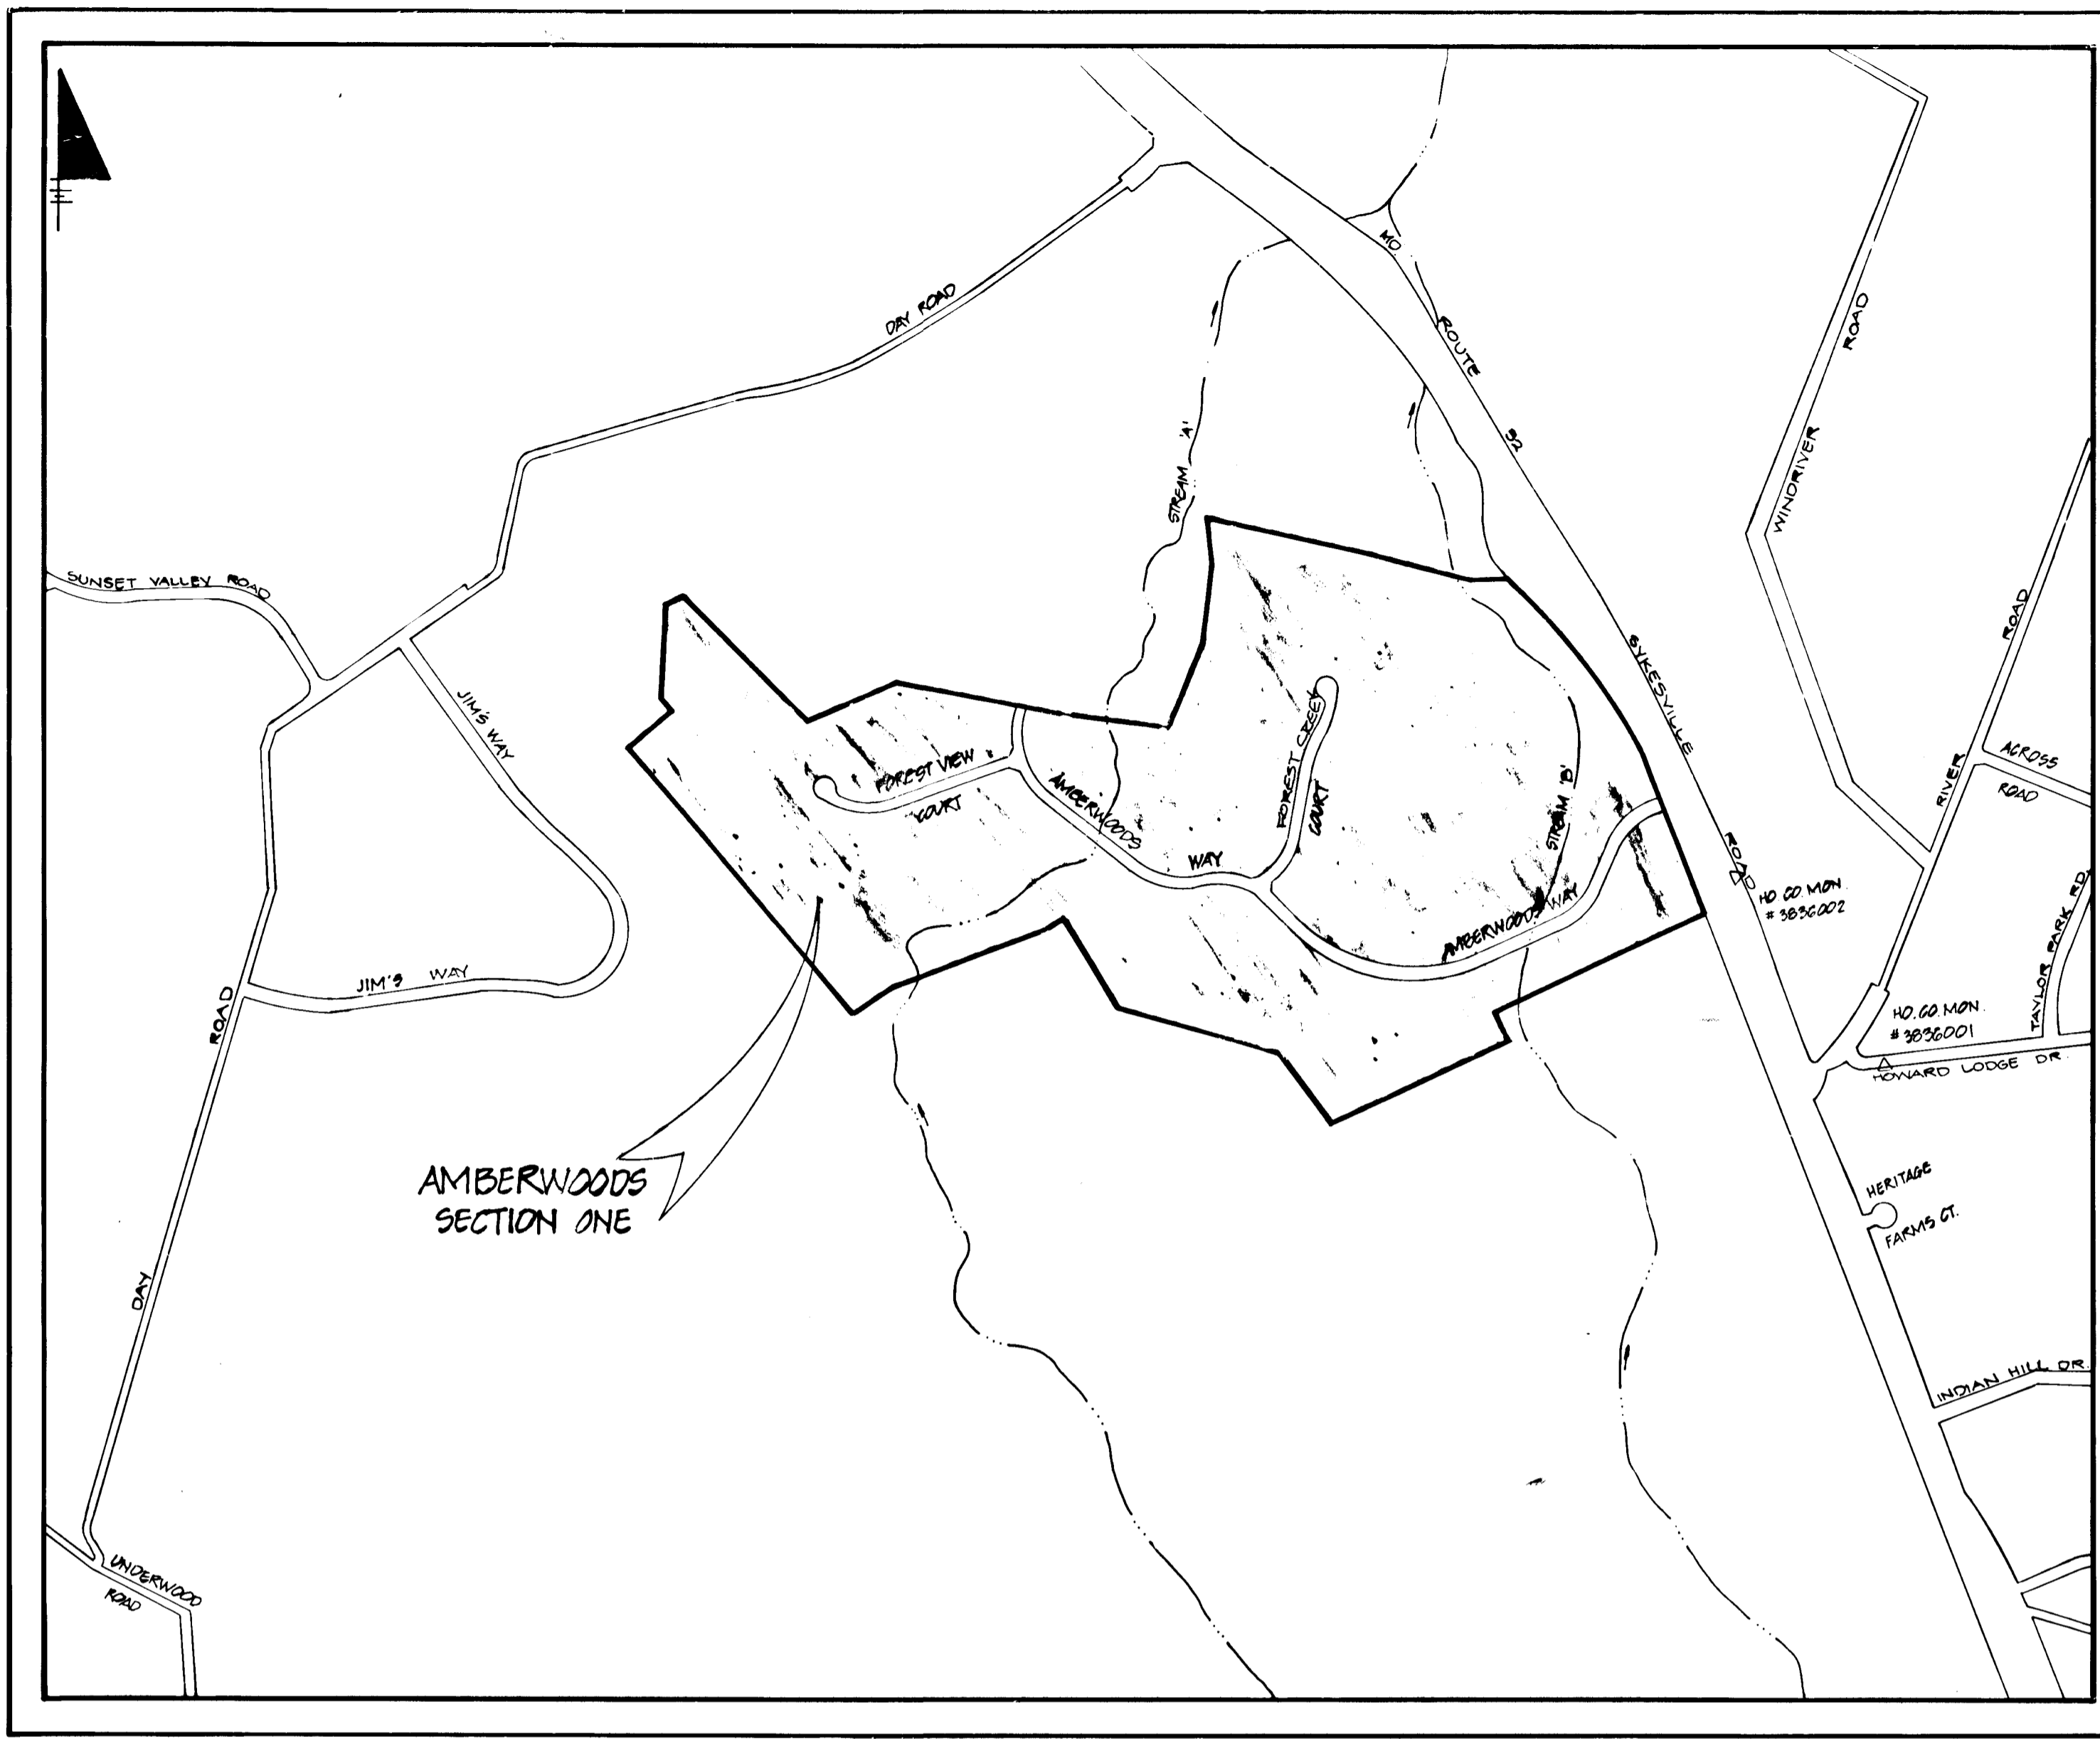 DAY ROAD
MD ROUTE 32
SYKESVILLE ROAD
WINDRIVER ROAD
RIVER ROAD
ACROSS
ROAD
STREAM 'A'
SUNSET VALLEY ROAD
JIM'S WAY
FOREST VIEW
COURT
AMBERWOODS WAY
FOREST CREEK
COURT
STREAM 'B'
AMBERWOODS WAY
HO. CO. MON.
# 3836002
TAYLOR PARK RD
HO. CO. MON.
# 3836001
HOWARD LODGE DR.
JIM'S WAY
DAY ROAD
AMBERWOODS
SECTION ONE
HERITAGE
FARMS CT.
INDIAN HILL DR.
UNDERWOOD
ROAD